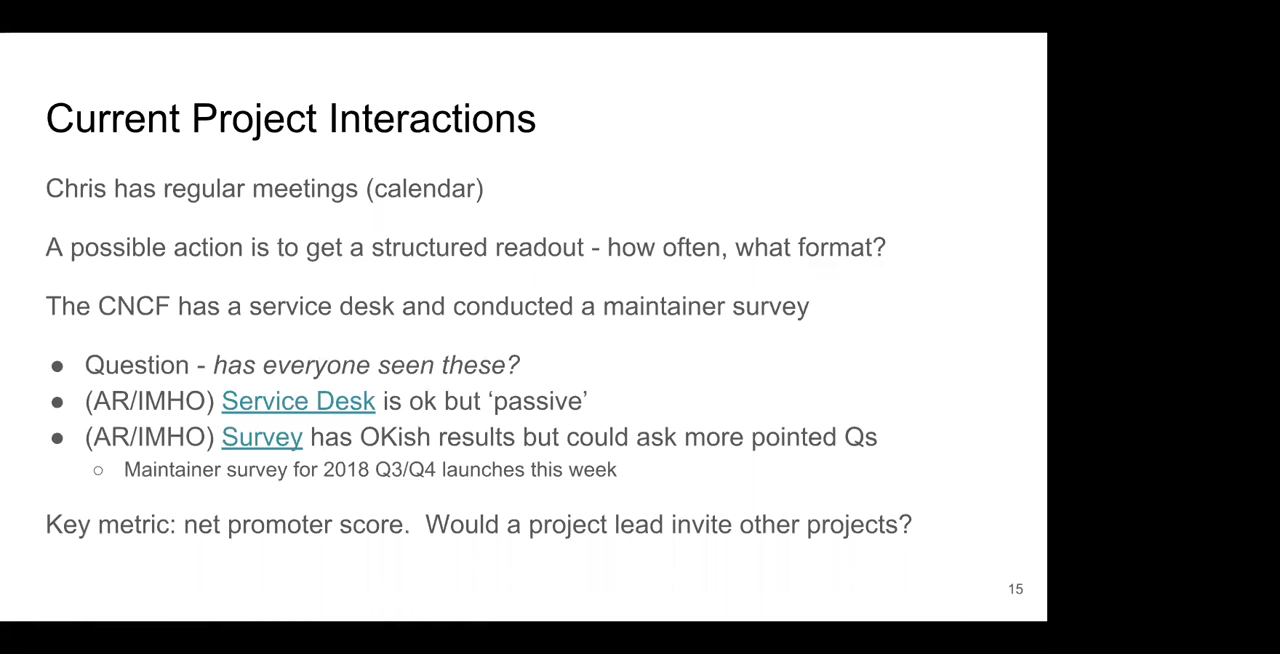 Current Project Interactions
Chris has regular meetings (calendar)
A possible action is to get a structured readout - how often, what format?
The CNCF has a service desk and conducted a maintainer survey
● Question - has everyone seen these?
● (AR/IMHO) Service Desk is ok but ‘passive’
● (AR/IMHO) Survey has OKish results but could ask more pointed Qs
○ Maintainer survey for 2018 Q3/Q4 launches this week
Key metric: net promoter score.  Would a project lead invite other projects?
15